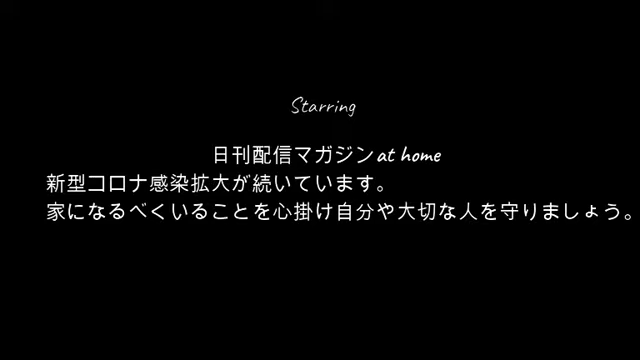 Starring
日刊配信マガジンat home
新型コロナ感染拡大が続いています。
家になるべくいることを心掛け自分や大切な人を守りましょう。